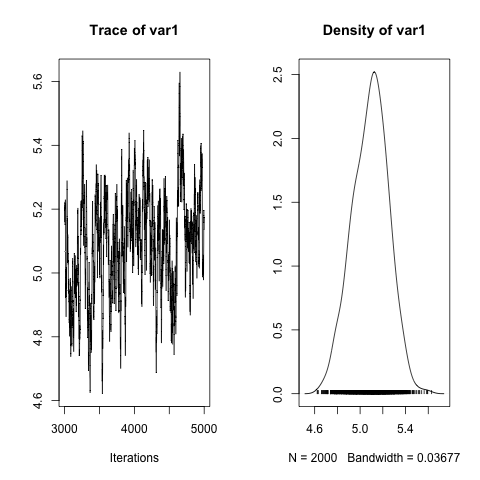 Trace of var1
5.6
5.4
5.2
5.0
4.8
4.6
3000 4000 5000
Iterations
Density of var1
2.5
2.0
1.5
1.0
0.5
0.0
4.6 5.0 5.4
N = 2000 Bandwidth = 0.03677